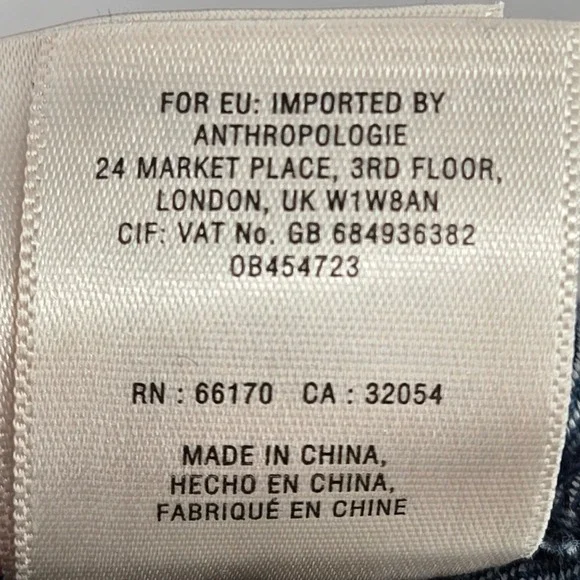 FOR EU: IMPORTED BY
ANTHROPOLOGIE
24 MARKET PLACE, 3RD FLOOR,
LONDON, UK W1W8AN
CIF: VAT No. GB 684936382
0B454723
RN : 66170 CA : 32054
MADE IN CHINA,
HECHO EN CHINA,
FABRIQUÉ EN CHINE